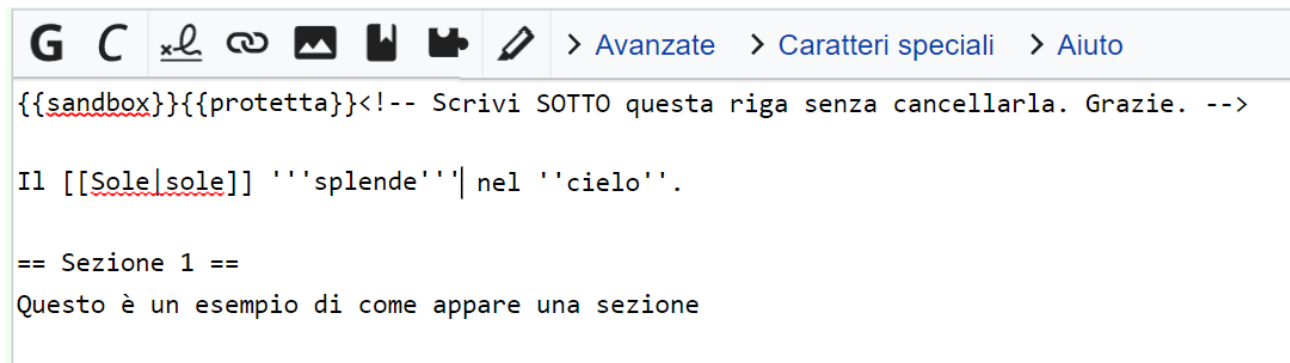 G C Avanzate Caratteri speciali Aiuto
{{sandbox}}{{protetta}}<!-- Scrivi SOTTO questa riga senza cancellarla. Grazie. -->
Il [[Sole|sole]] '''splende''' nel ''cielo''.
== Sezione 1 ==
Questo è un esempio di come appare una sezione